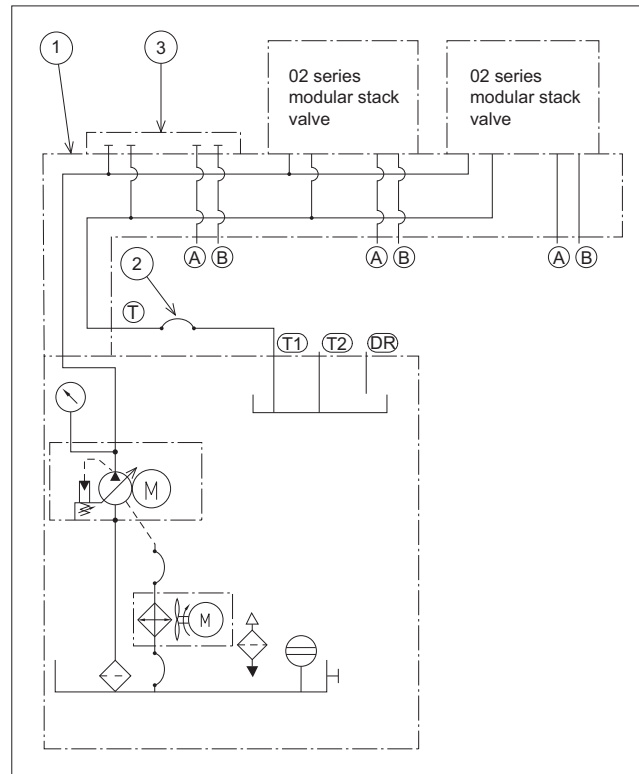 1
3
02 series
modular stack
valve
02 series
modular stack
valve
A B A B A B
2
T
T1 T2 DR
M
M